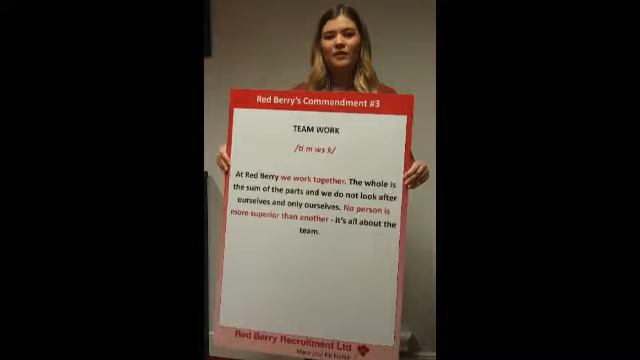 Red Berry's Commandment #3
TEAM WORK
At Red Berry we work together. The whole is
the sum of the parts and we do not look after
ourselves and only ourselves. No person is
more superior than another - it's all about the
team.
Red Berry Recruitment Ltd